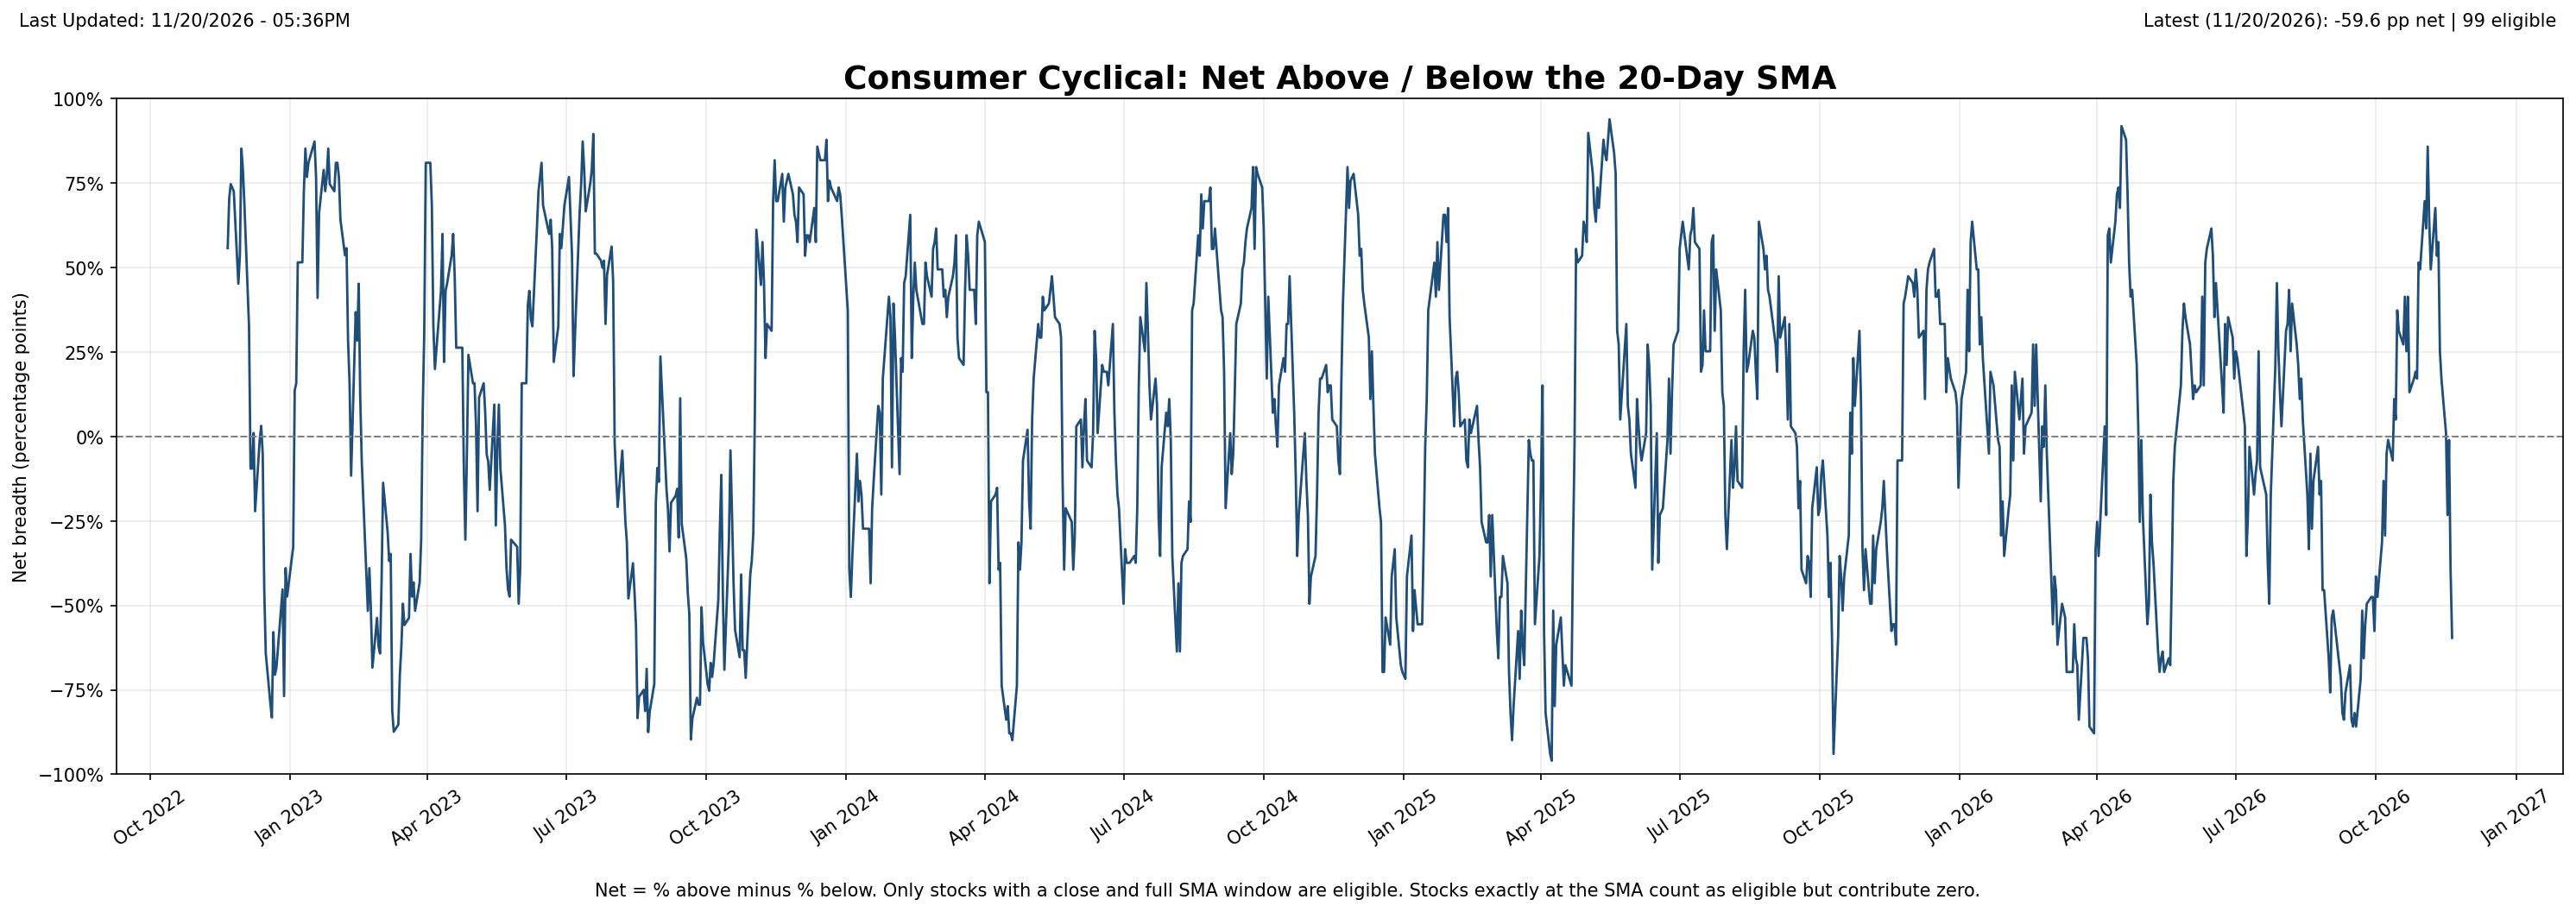 Last Updated: 11/20/2026 - 05:36PM
Latest (11/20/2026): -59.6 pp net | 99 eligible
Consumer Cyclical: Net Above / Below the 20-Day SMA
Net breadth (percentage points)
100%
75%
50%
25%
0%
−25%
−50%
−75%
−100%
Oct 2022
Jan 2023
Apr 2023
Jul 2023
Oct 2023
Jan 2024
Apr 2024
Jul 2024
Oct 2024
Jan 2025
Apr 2025
Jul 2025
Oct 2025
Jan 2026
Apr 2026
Jul 2026
Oct 2026
Jan 2027
Net = % above minus % below. Only stocks with a close and full SMA window are eligible. Stocks exactly at the SMA count as eligible but contribute zero.